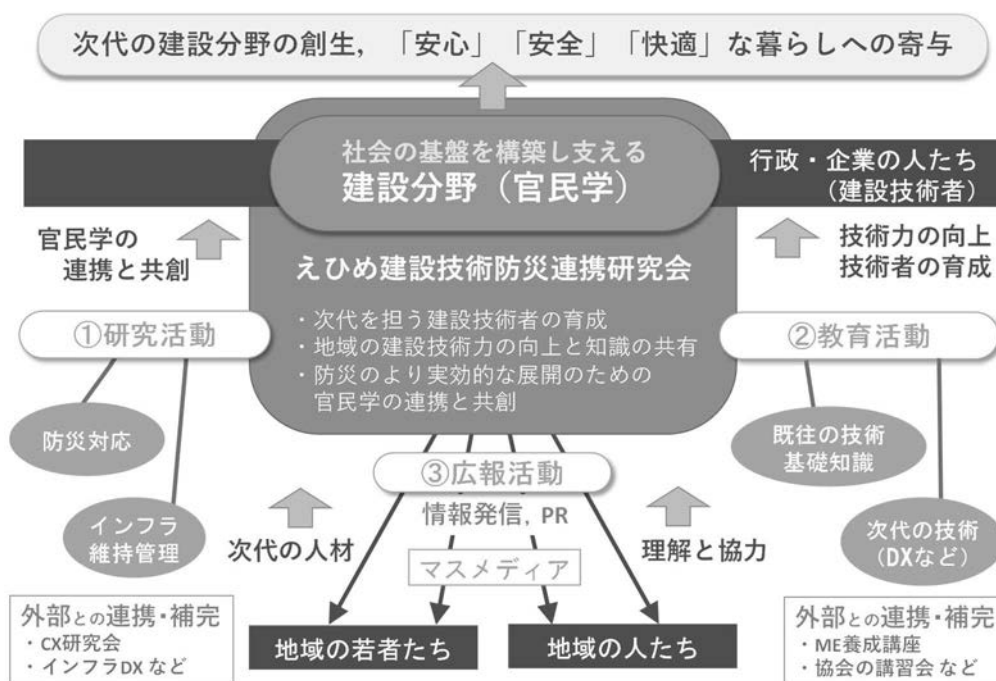 次代の建設分野の創生,「安心」「安全」「快適」な暮らしへの寄与
社会の基盤を構築し支える
建設分野（官民学）
行政・企業の人たち
（建設技術者）
官民学の
連携と共創
技術力の向上
技術者の育成
えひめ建設技術防災連携研究会
・次代を担う建設技術者の育成
・地域の建設技術力の向上と知識の共有
・防災のより実効的な展開のための
官民学の連携と共創
①研究活動
防災対応
インフラ
維持管理
外部との連携・補完
・CX研究会
・インフラDX など
②教育活動
既往の技術
基礎知識
次代の技術
（DXなど）
外部との連携・補完
・ME養成講座
・協会の講習会 など
③広報活動
情報発信, PR
マスメディア
次代の人材
理解と協力
地域の若者たち
地域の人たち